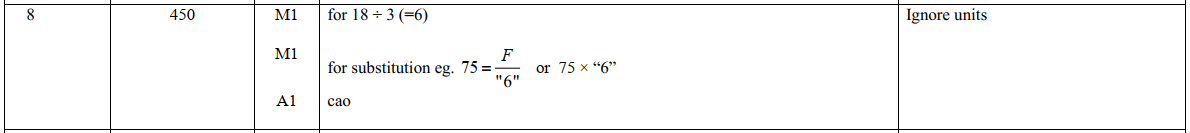 8 450 M1 for 18 ÷ 3 (=6) Ignore units
M1 for substitution eg. 75 = F/"6" or 75 × “6”
A1 cao